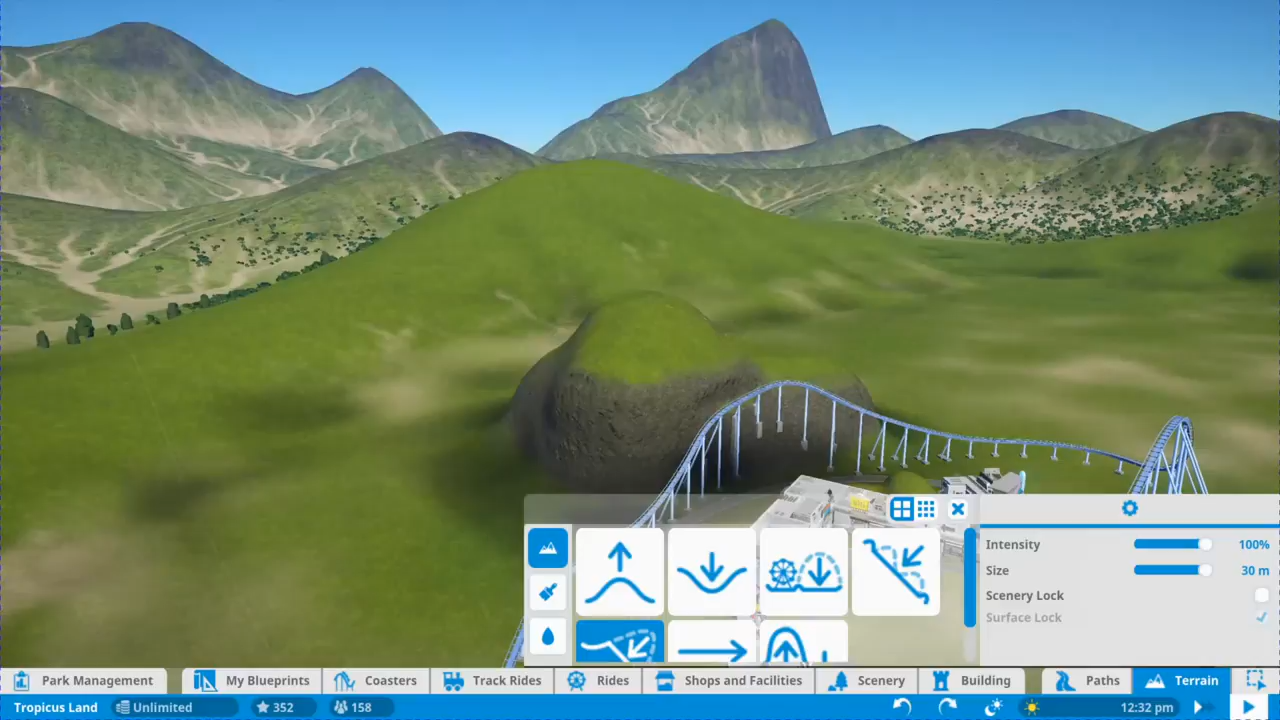 Intensity 100%
Size 30 m
Scenery Lock
Surface Lock
Park Management My Blueprints Coasters Track Rides Rides Shops and Facilities Scenery Building Paths Terrain
Tropicus Land Unlimited 352 158 12:32 pm